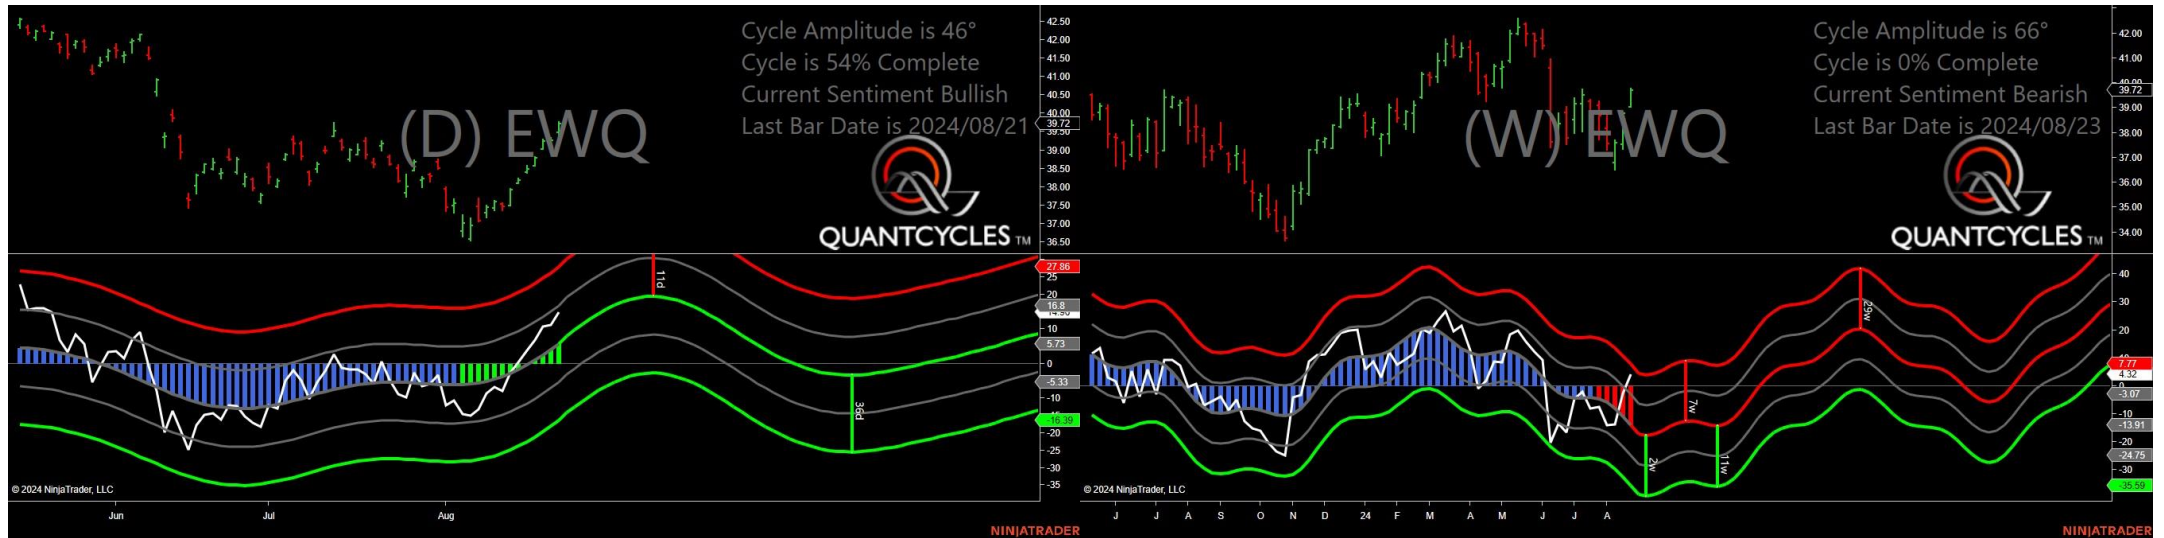 Cycle Amplitude is 46°
Cycle is 54% Complete
Current Sentiment Bullish
Last Bar Date is 2024/08/21
(D) EWQ
QUANTCYCLES TM
42.50
42.00
41.50
41.00
40.50
40.00
39.72
39.50
39.00
38.50
38.00
37.50
37.00
36.50
27.86
25
20
16.8
14.90
10
5.73
0
-5.33
-10
-16.39
-20
-25
-30
-35
11d
36d
© 2024 NinjaTrader, LLC
Jun Jul Aug
NINJATRADER
Cycle Amplitude is 66°
Cycle is 0% Complete
Current Sentiment Bearish
Last Bar Date is 2024/08/23
(W) EWQ
QUANTCYCLES TM
42.00
41.00
40.00
39.72
39.00
38.00
37.00
36.00
35.00
34.00
40
30
20
7.77
4.32
0
-3.07
-10
-13.91
-20
-24.75
-30
-35.59
29w
7w
2w
11w
© 2024 NinjaTrader, LLC
J J A S O N D 24 F M A M J J A
NINJATRADER